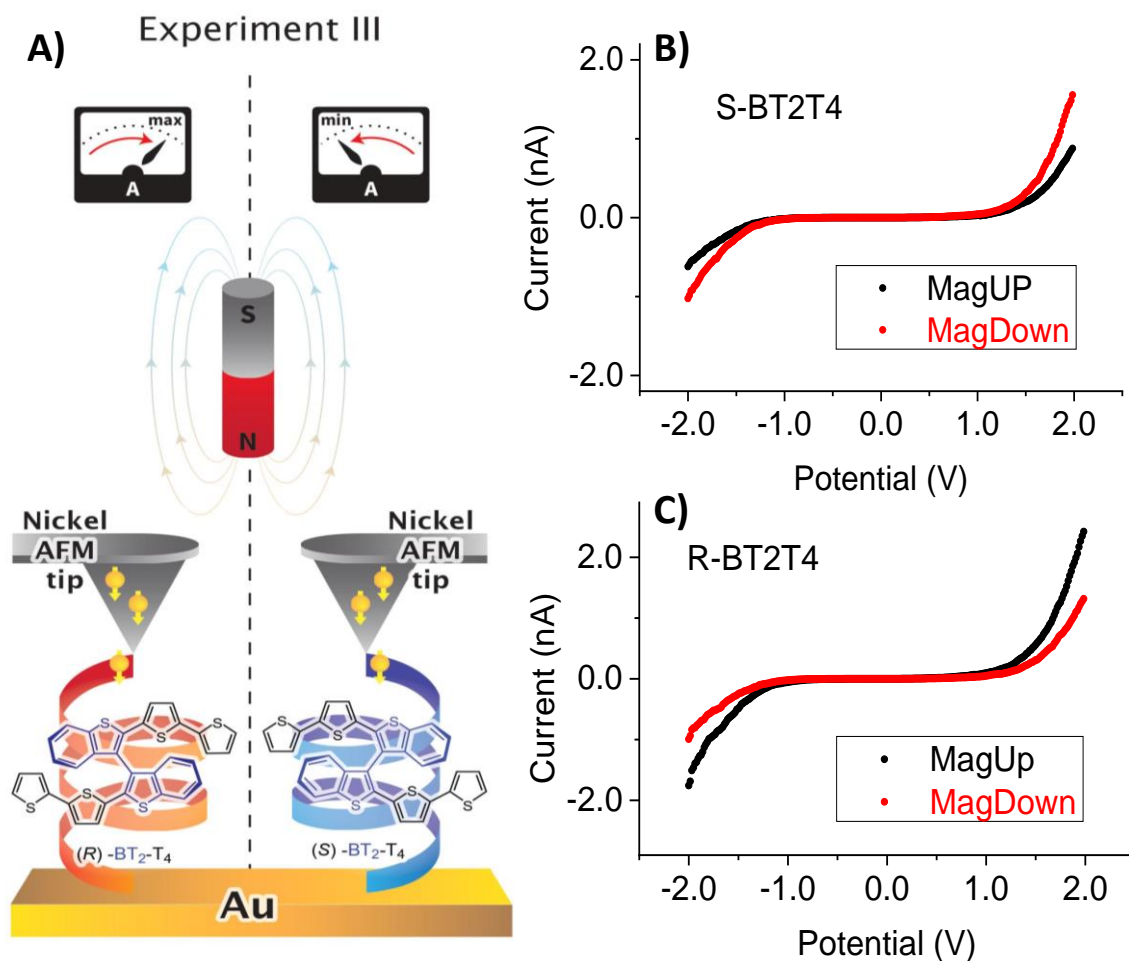 Experiment III
A)
max
A
min
A
S
N
Nickel
AFM
tip
Nickel
AFM
tip
S
S
S
S
S
S
S
S
S
S
S
S
(R) -BT₂-T₄
(S) -BT₂-T₄
Au
B)
2.0
S-BT2T4
Current (nA)
0.0
MagUP
MagDown
-2.0
-2.0
-1.0
0.0
1.0
2.0
Potential (V)
C)
R-BT2T4
2.0
Current (nA)
0.0
MagUp
MagDown
-2.0
-2.0
-1.0
0.0
1.0
2.0
Potential (V)